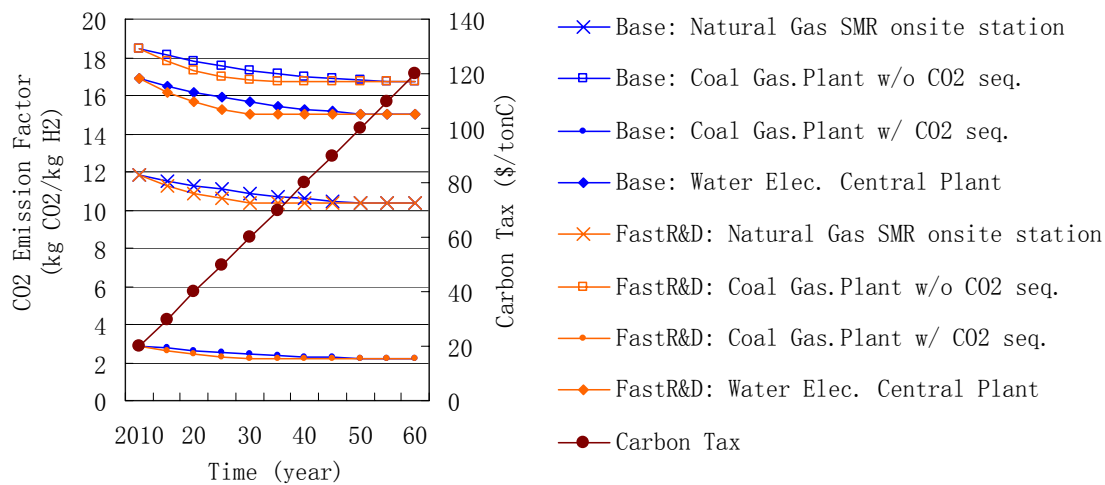 CO2 Emission Factor
(kg CO2/kg H2)
20
18
16
14
12
10
8
6
4
2
0
2010 20 30 40 50 60
Time (year)
140
120
100
80
60
40
20
0
Carbon Tax ($/tonC)
Base: Natural Gas SMR onsite station
Base: Coal Gas.Plant w/o CO2 seq.
Base: Coal Gas.Plant w/ CO2 seq.
Base: Water Elec. Central Plant
FastR&D: Natural Gas SMR onsite station
FastR&D: Coal Gas.Plant w/o CO2 seq.
FastR&D: Coal Gas.Plant w/ CO2 seq.
FastR&D: Water Elec. Central Plant
Carbon Tax